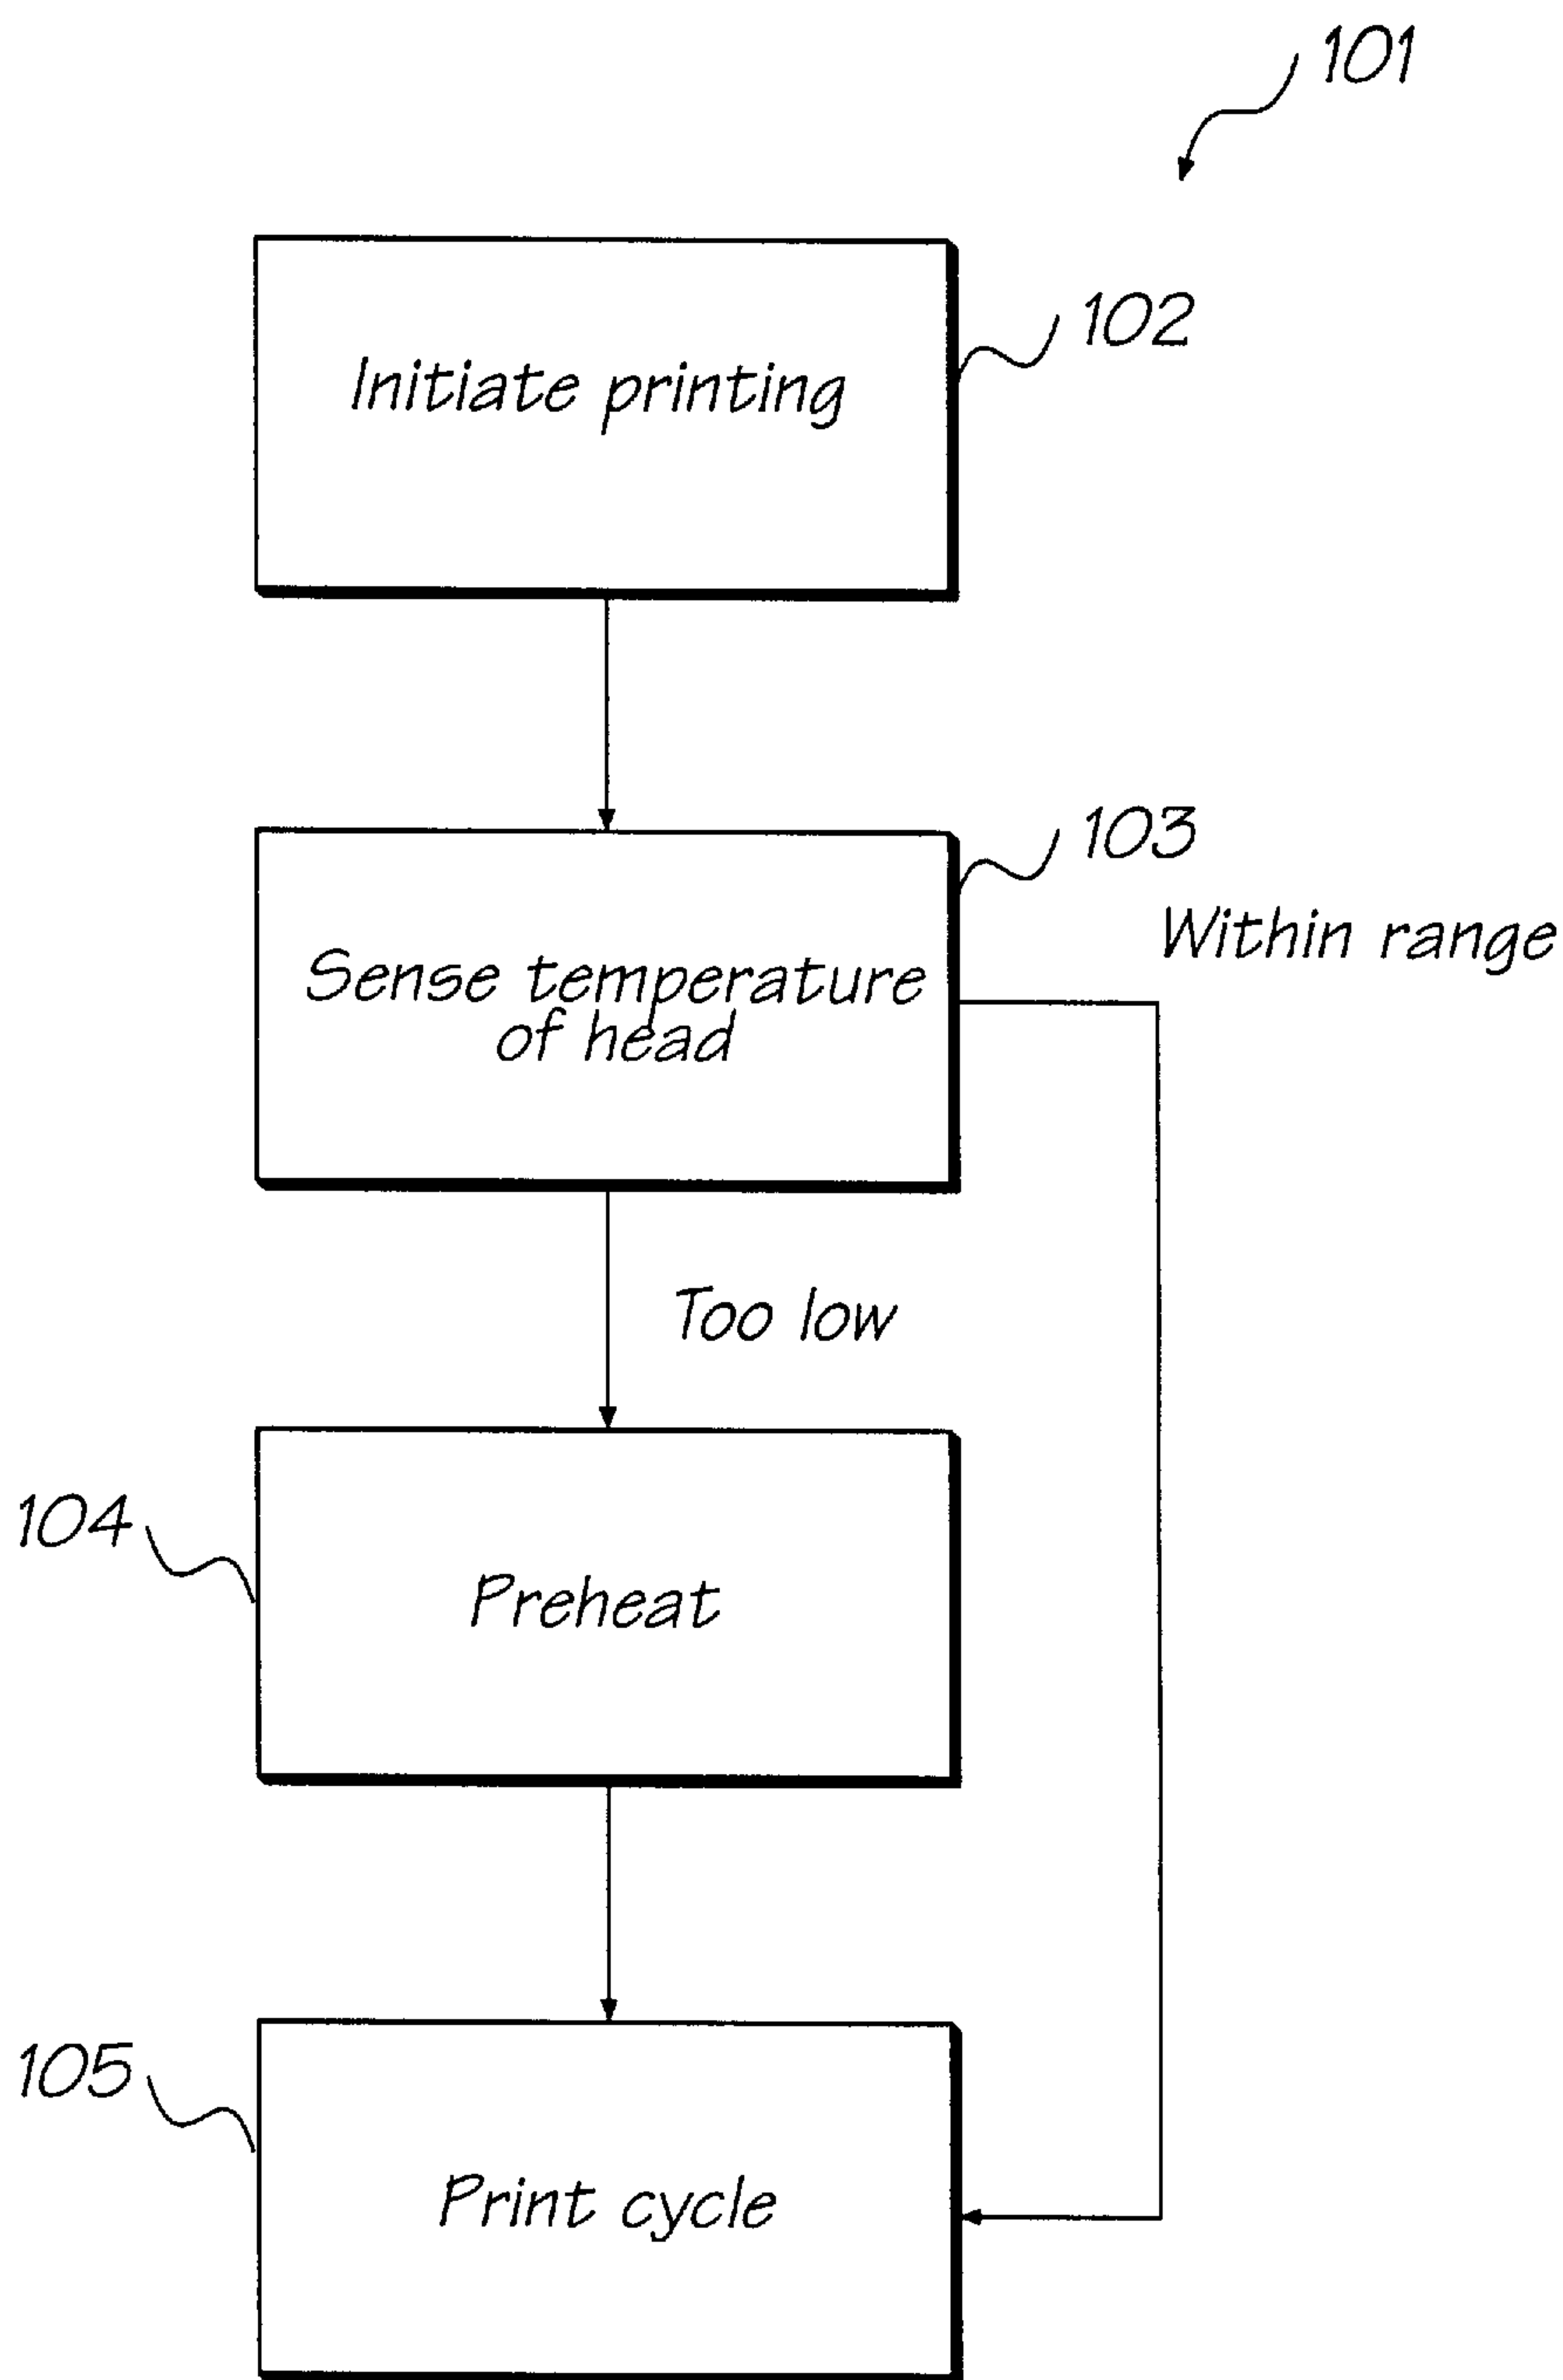 101
Initiate printing
102
103
Within range
Sense temperature
of head
Too low
104
Preheat
105
Print cycle